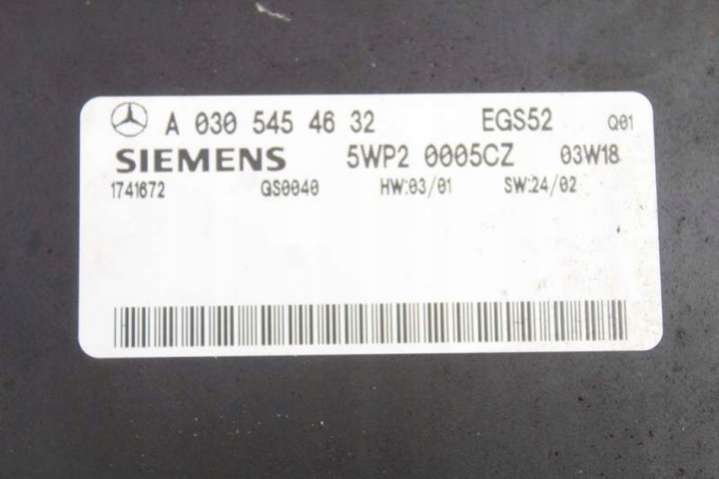 A 030 545 46 32 EGS52 Q01
SIEMENS 5WP2 0005CZ 03W18
1741672 GS0040 HW:03/01 SW:24/02